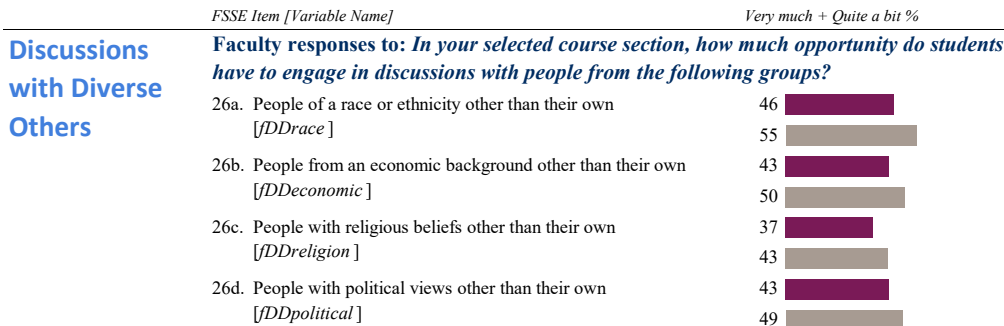 FSSE Item [Variable Name] Very much + Quite a bit %
Discussions
with Diverse
Others
Faculty responses to: In your selected course section, how much opportunity do students
have to engage in discussions with people from the following groups?
26a. People of a race or ethnicity other than their own 46
[fDDrace ]
55
26b. People from an economic background other than their own 43
[fDDeconomic ]
50
26c. People with religious beliefs other than their own 37
[fDDreligion ]
43
26d. People with political views other than their own 43
[fDDpolitical ]
49